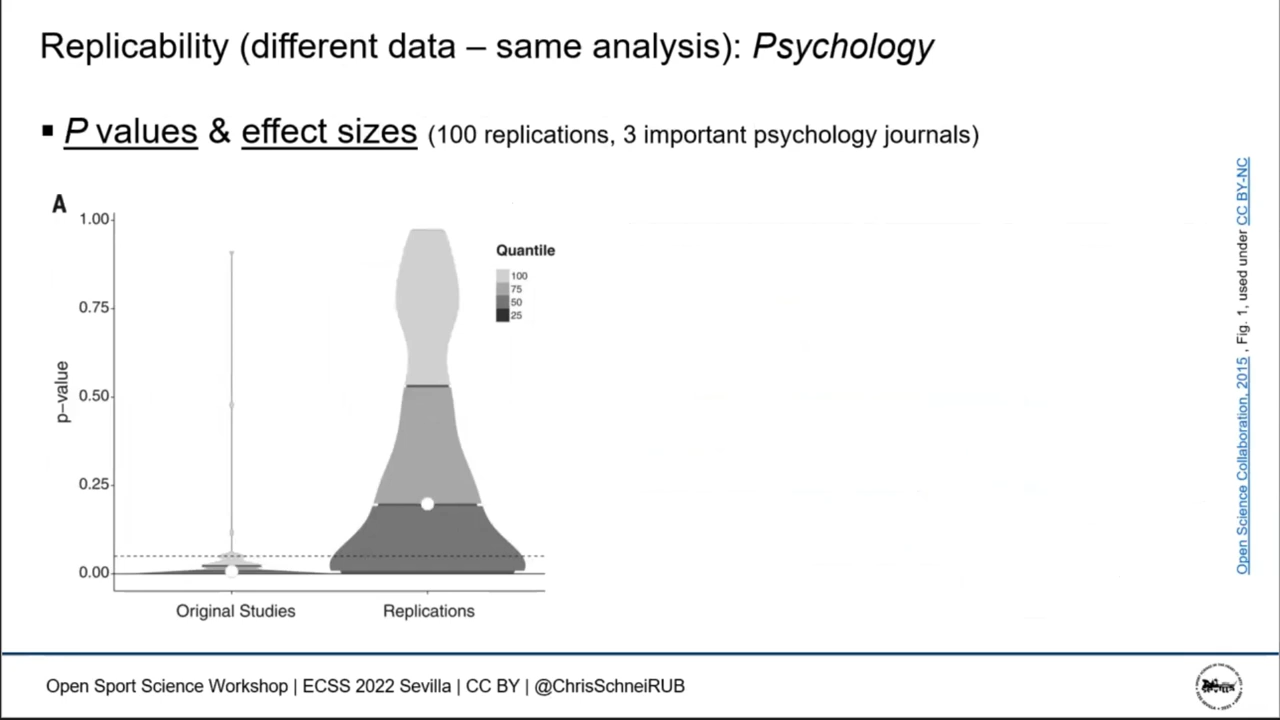 Replicability (different data – same analysis): Psychology
▪ P values & effect sizes (100 replications, 3 important psychology journals)
A
1.00
0.75
0.50
0.25
0.00
p−value
Original Studies
Replications
Quantile
100
75
50
25
Open Science Collaboration, 2015 , Fig. 1, used under CC BY-NC
Open Sport Science Workshop | ECSS 2022 Sevilla | CC BY | @ChrisSchneiRUB